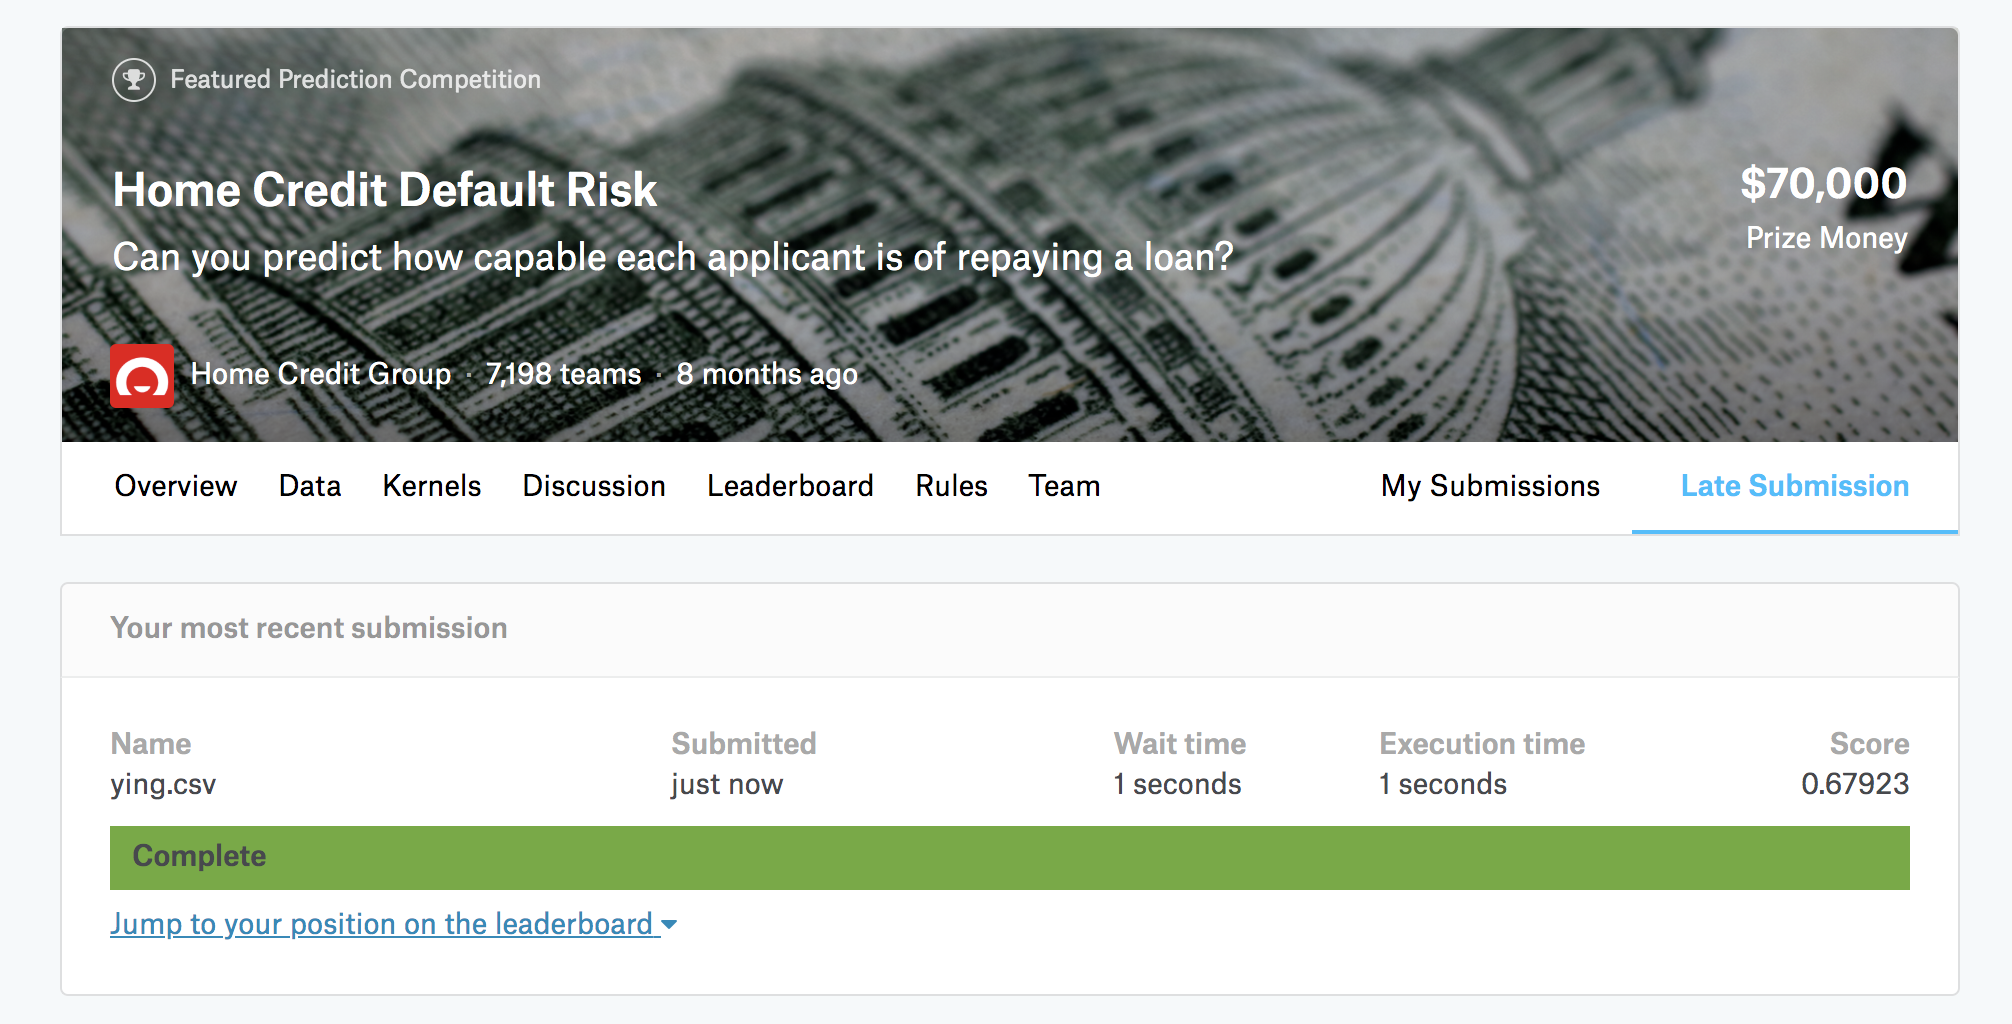 Featured Prediction Competition
Home Credit Default Risk
$70,000
Can you predict how capable each applicant is of repaying a loan?
Prize Money
Home Credit Group · 7,198 teams · 8 months ago
Overview Data Kernels Discussion Leaderboard Rules Team My Submissions Late Submission
Your most recent submission
Name Submitted Wait time Execution time Score
ying.csv just now 1 seconds 1 seconds 0.67923
Complete
Jump to your position on the leaderboard